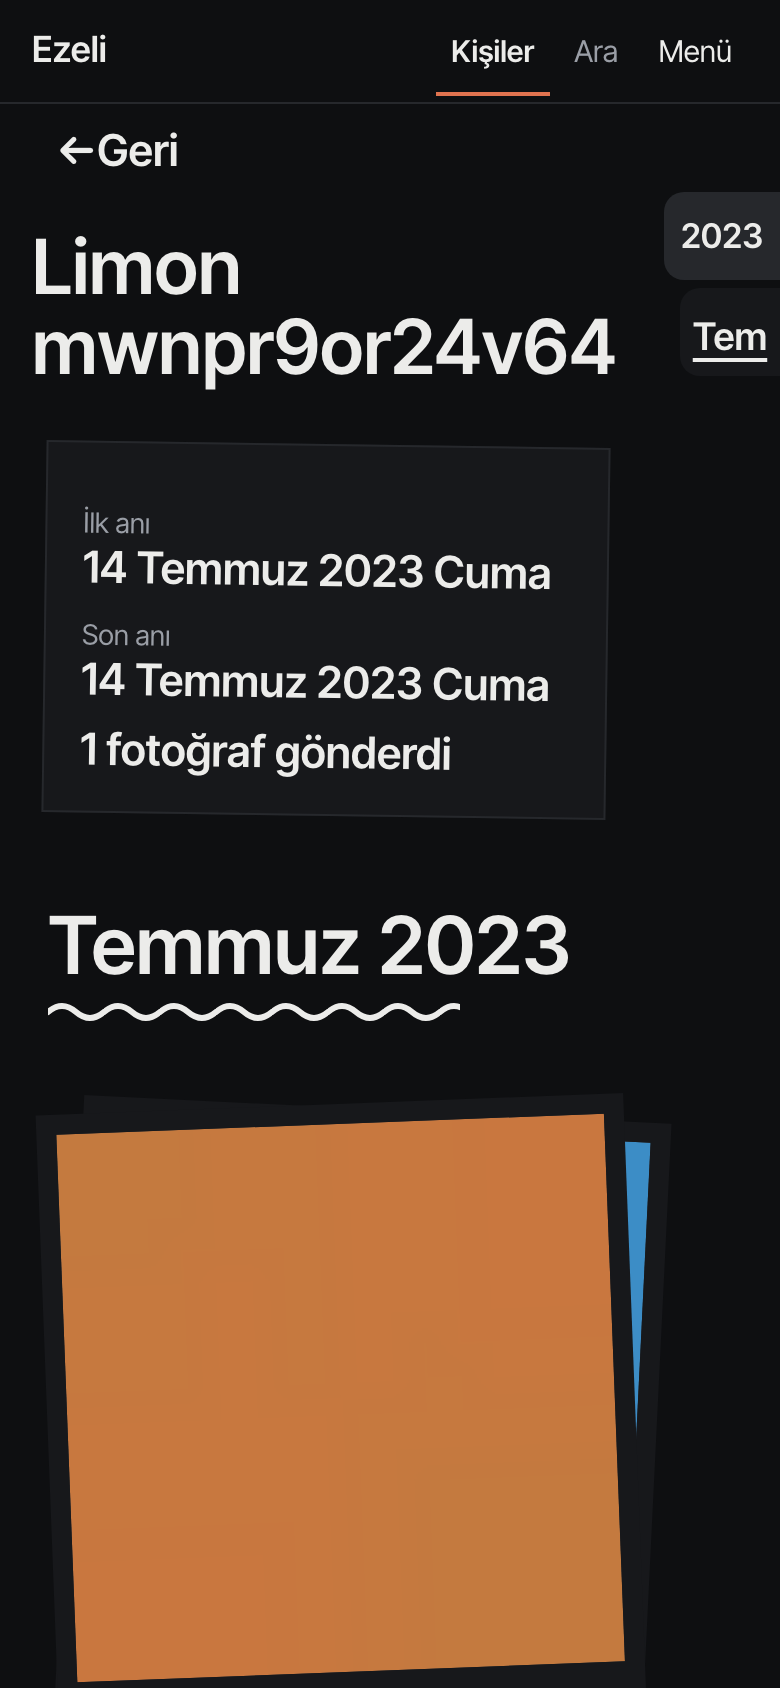 Ezeli
Kişiler
Ara
Menü
←Geri
Limon
mwnpr9or24v64
2023
Tem
İlk anı
14 Temmuz 2023 Cuma
Son anı
14 Temmuz 2023 Cuma
1 fotoğraf gönderdi
Temmuz 2023